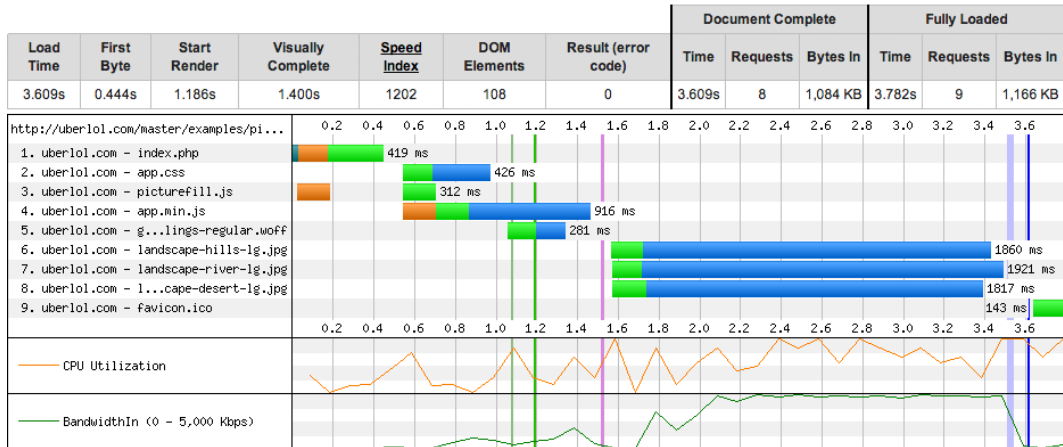 Document Complete Fully Loaded
Load Time First Byte Start Render Visually Complete Speed Index DOM Elements Result (error code) Time Requests Bytes In Time Requests Bytes In
3.609s 0.444s 1.186s 1.400s 1202 108 0 3.609s 8 1,084 KB 3.782s 9 1,166 KB
http://uberlol.com/master/examples/pi... 0.2 0.4 0.6 0.8 1.0 1.2 1.4 1.6 1.8 2.0 2.2 2.4 2.6 2.8 3.0 3.2 3.4 3.6
1. uberlol.com - index.php 419 ms
2. uberlol.com - app.css 426 ms
3. uberlol.com - picturefill.js 312 ms
4. uberlol.com - app.min.js 916 ms
5. uberlol.com - g...lings-regular.woff 281 ms
6. uberlol.com - landscape-hills-lg.jpg 1860 ms
7. uberlol.com - landscape-river-lg.jpg 1921 ms
8. uberlol.com - l...cape-desert-lg.jpg 1817 ms
9. uberlol.com - favicon.ico 143 ms
0.2 0.4 0.6 0.8 1.0 1.2 1.4 1.6 1.8 2.0 2.2 2.4 2.6 2.8 3.0 3.2 3.4 3.6
CPU Utilization
BandwidthIn (0 - 5,000 Kbps)